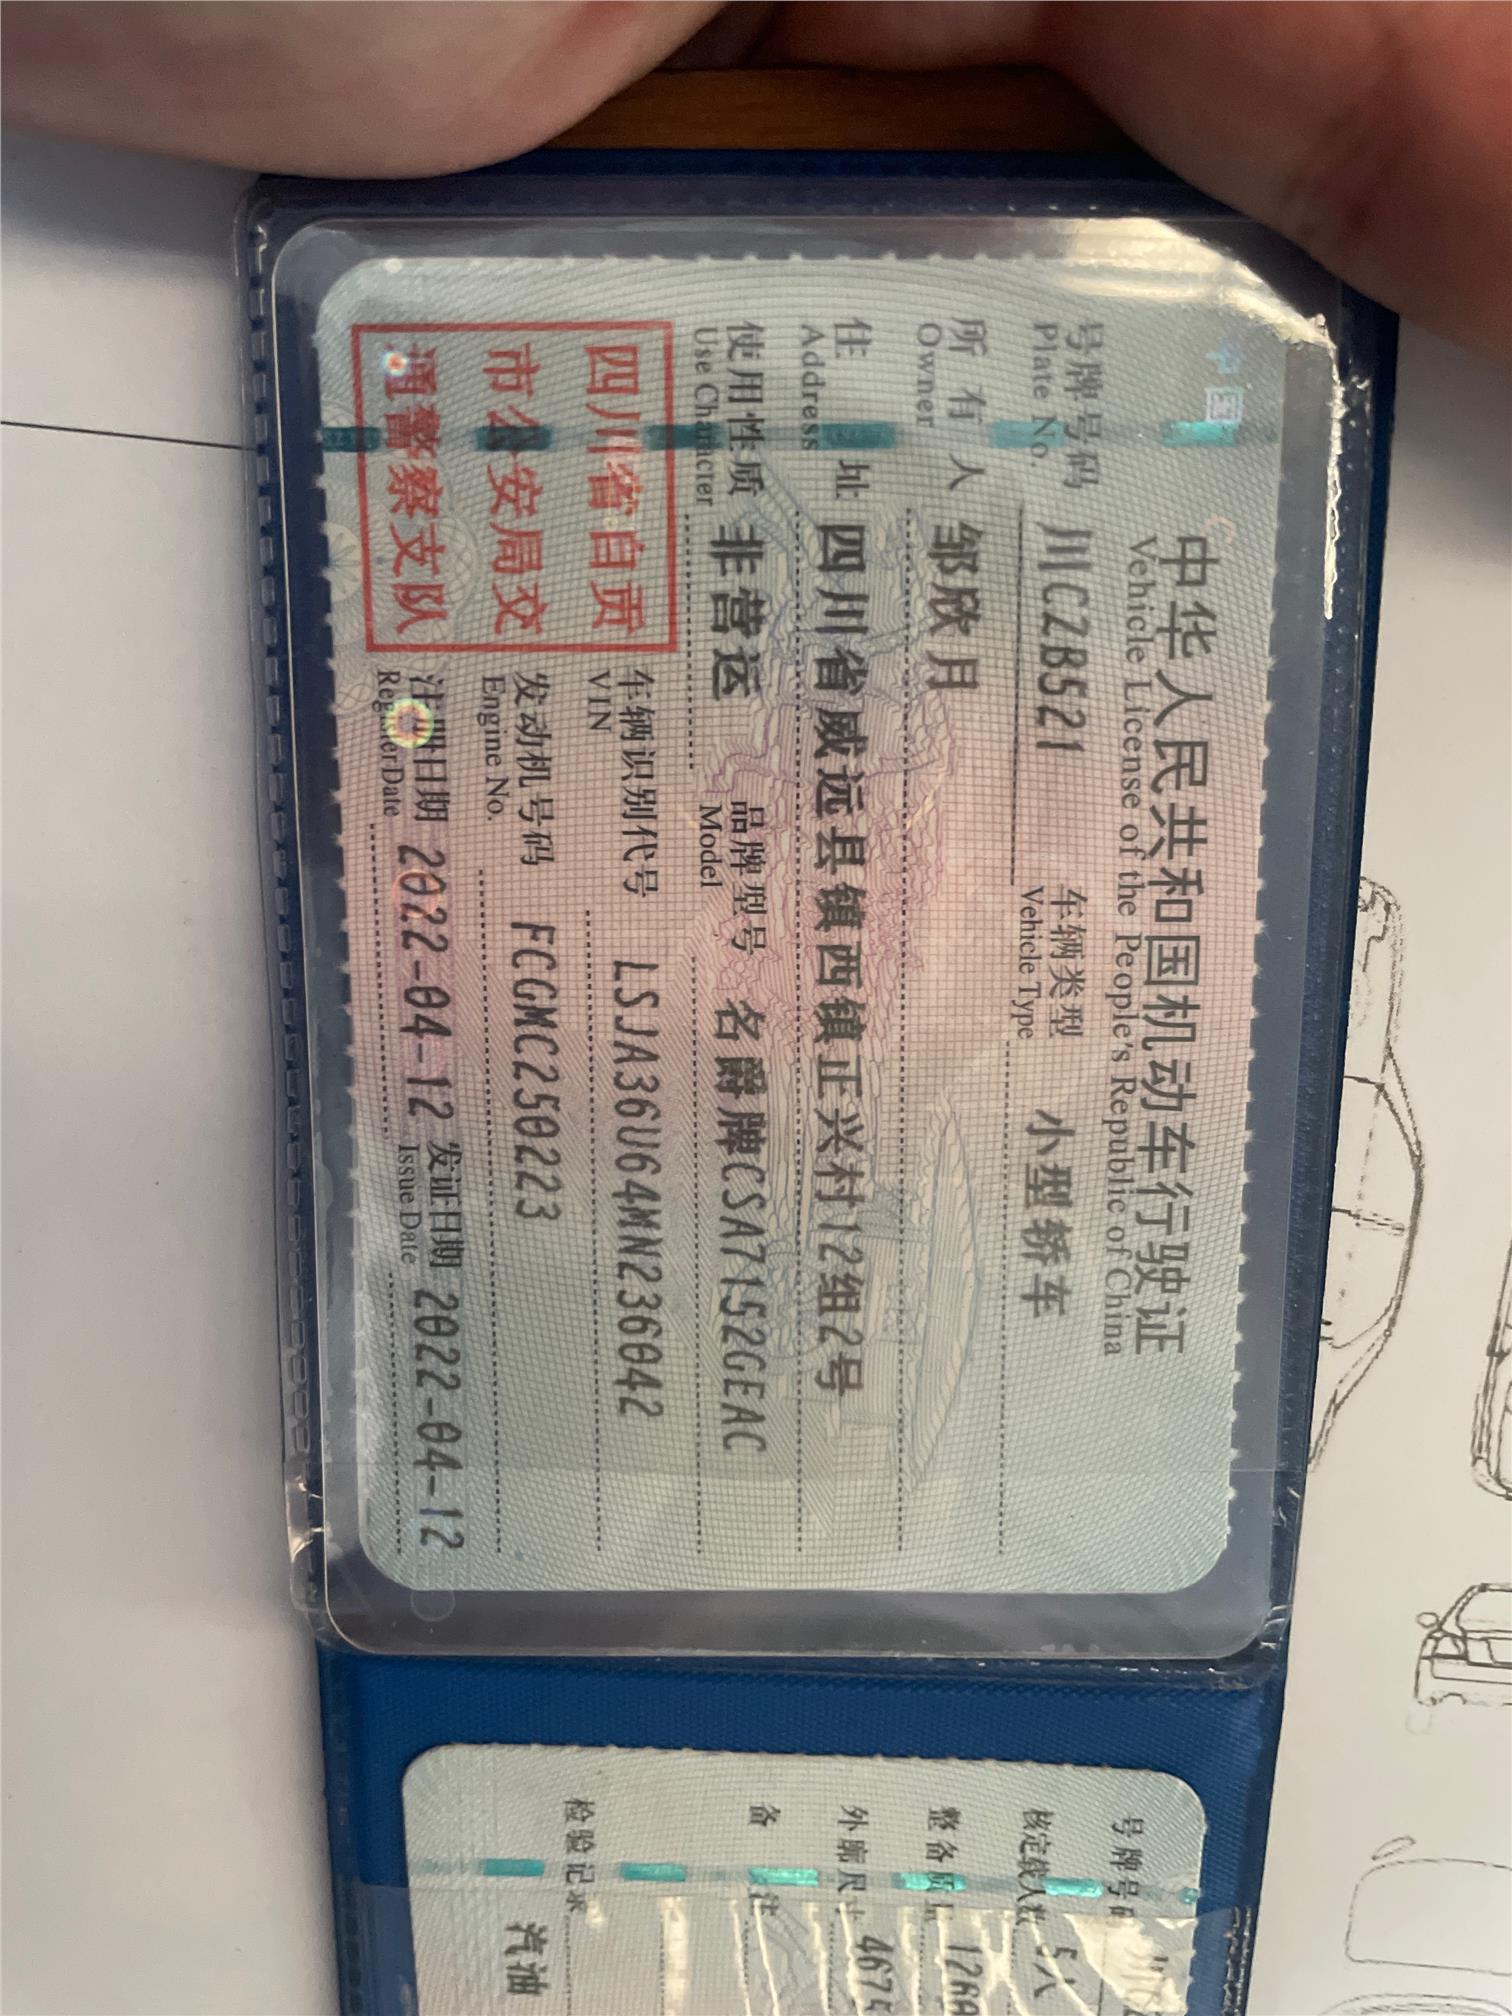 中国
中华人民共和国机动车行驶证
Vehicle License of the People's Republic of China
号牌号码 川CZB521 车辆类型 小型轿车
Plate No. Vehicle Type
所有人 邹欣月
Owner
住址 四川省威远县镇西镇正兴村12组2号
Address
使用性质 非营运 品牌型号 名爵牌CSA7152GEAC
Use Character Model
四川省自贡
市公安局交
通警察支队
车辆识别代号 LSJA36U64MN236042
VIN
发动机号码 FCGMC250223
Engine No.
注册日期 2022-04-12 发证日期 2022-04-12
Register Date Issue Date
号牌号码
核定载人数 5人
整备质量
外廓尺寸
备注
检验记录
汽油